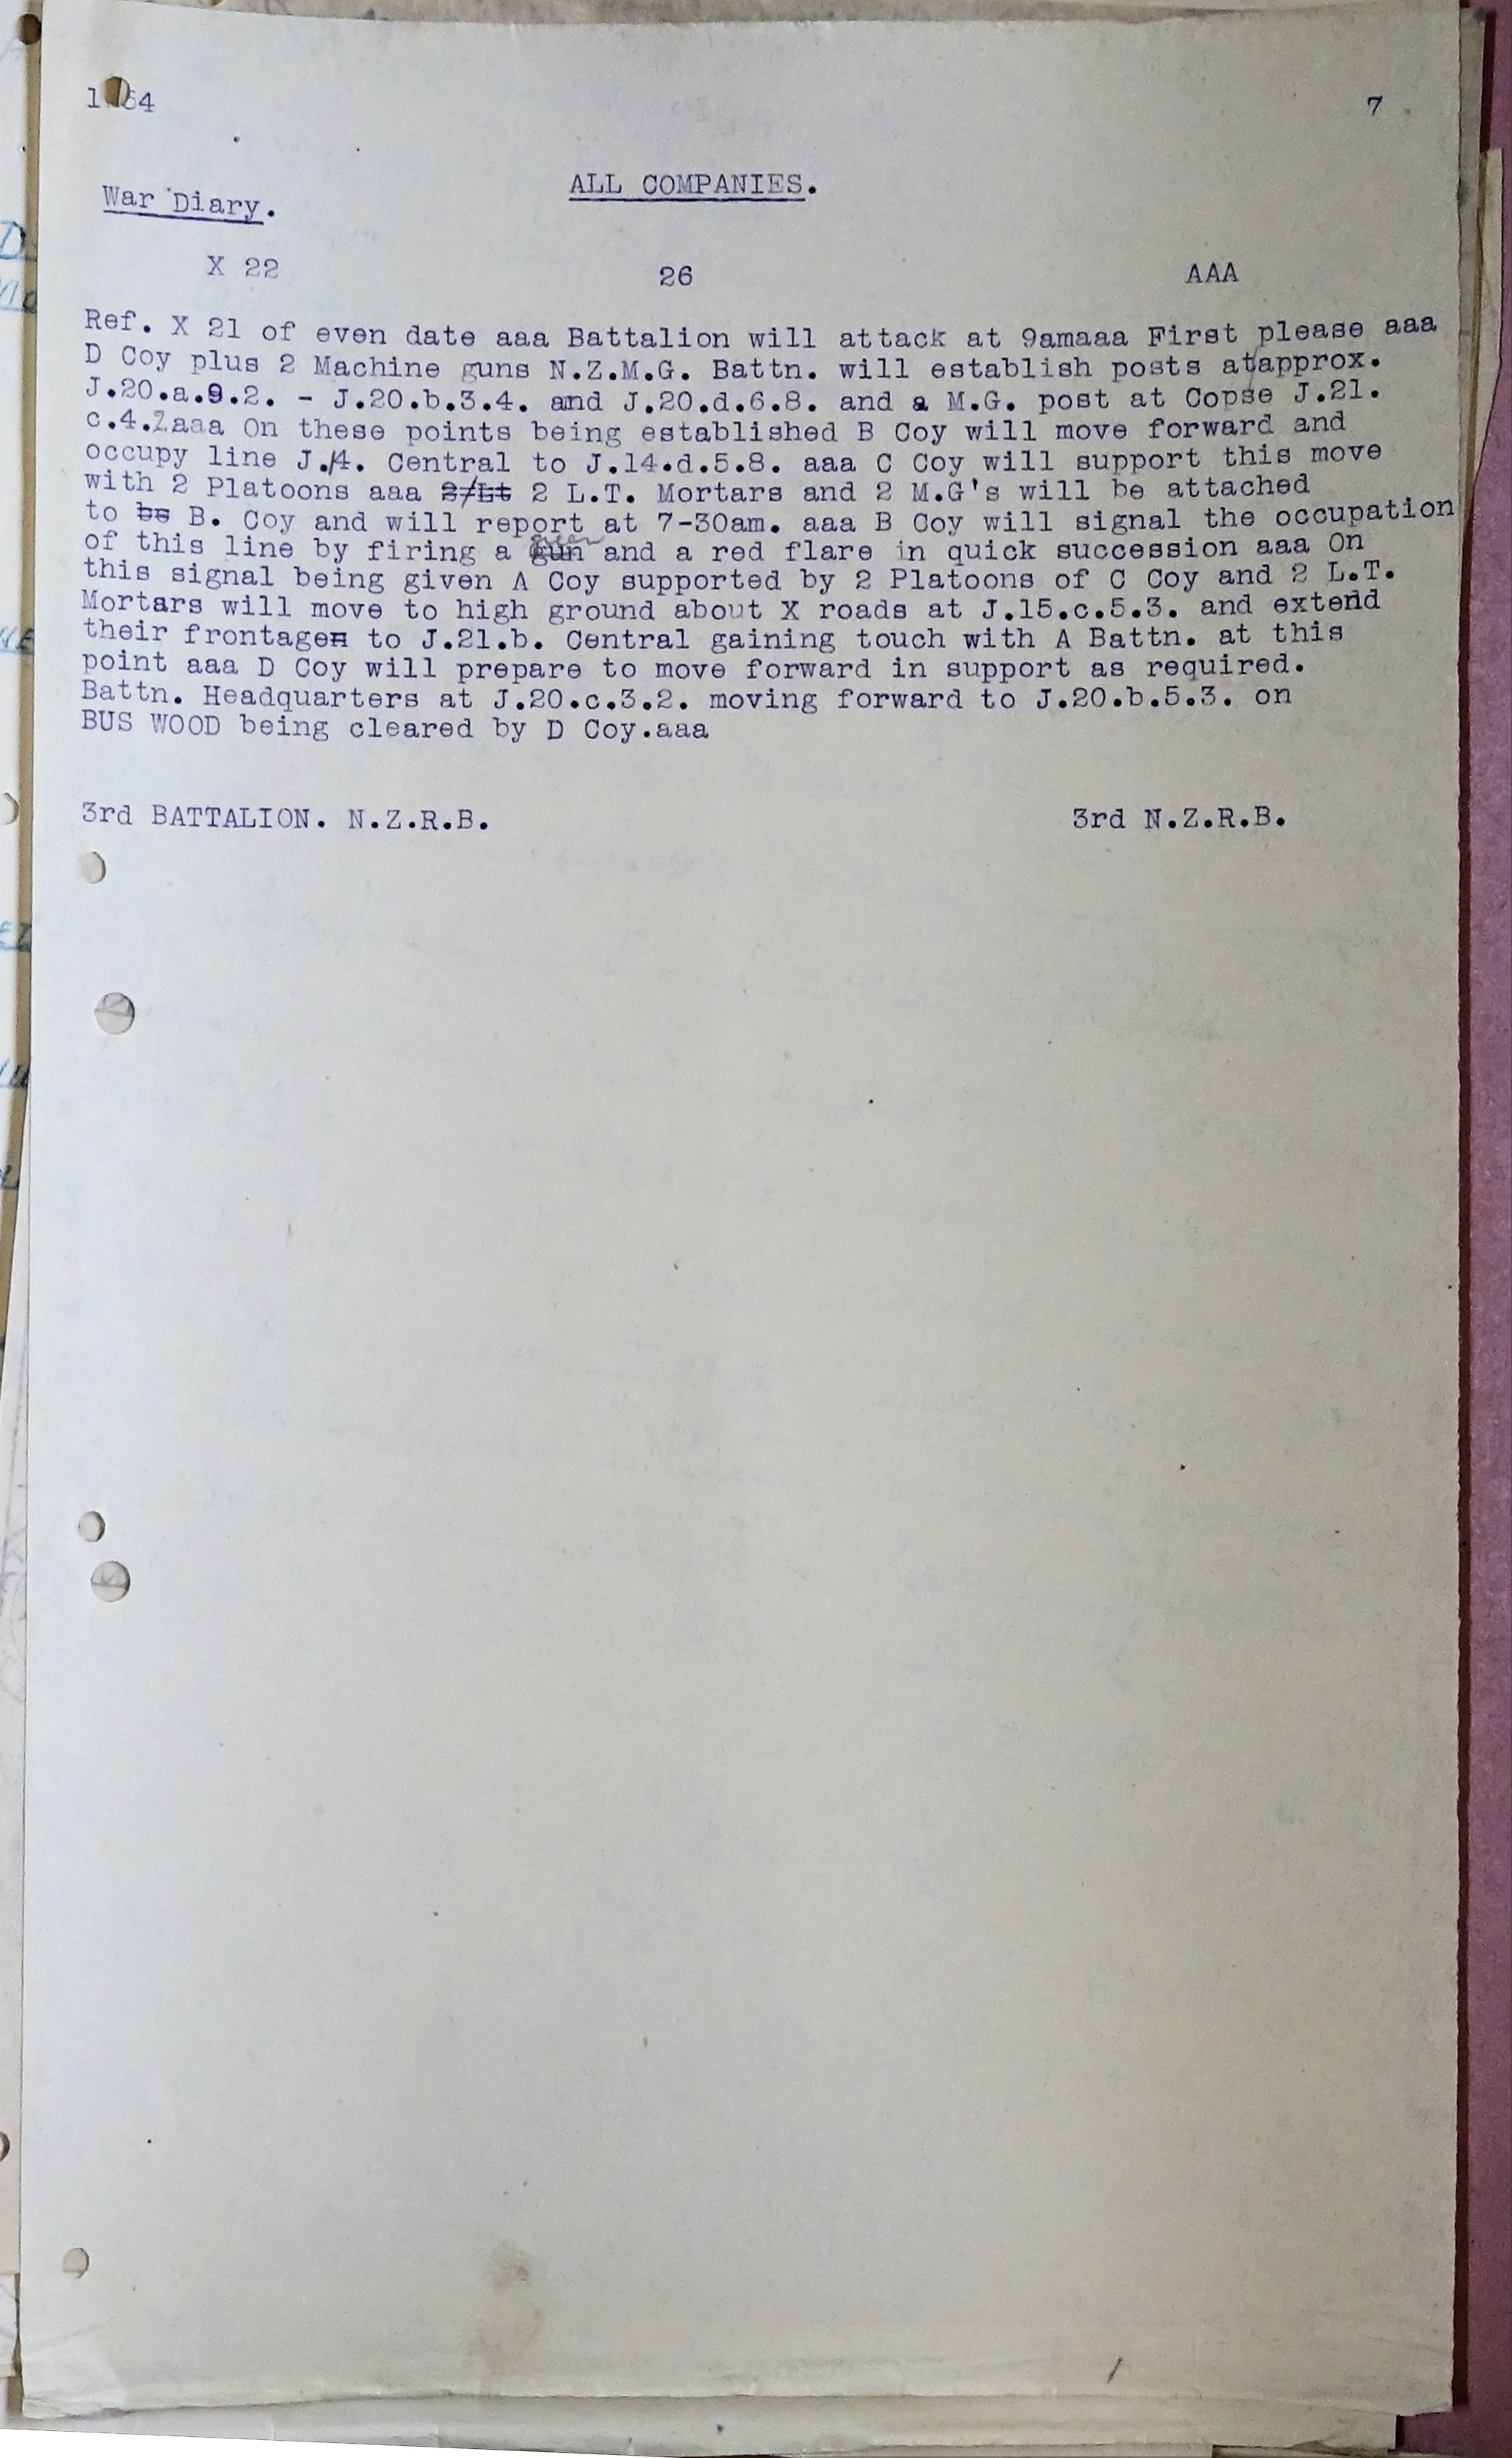 7
ALL COMPANIES.
War Diary.
X 22 26 AAA
Ref. X 21 of even date aaa Battalion will attack at 9amaaa First please aaa
D Coy plus 2 Machine guns N.Z.M.G. Battn. will establish posts at/approx.
J.20.a.9.2. - J.20.b.3.4. and J.20.d.6.8. and a M.G. post at Copse J.21.
c.4.2aaa On these points being established B Coy will move forward and
occupy line J.14. Central to J.14.d.5.8. aaa C Coy will support this move
with 2 Platoons aaa 2/Lt 2 L.T. Mortars and 2 M.G's will be attached
to be B. Coy and will report at 7-30am. aaa B Coy will signal the occupation
green
of this line by firing a gun and a red flare in quick succession aaa On
this signal being given A Coy supported by 2 Platoons of C Coy and 2 L.T.
Mortars will move to high ground about X roads at J.15.c.5.3. and extend
their frontage to J.21.b. Central gaining touch with A Battn. at this
point aaa D Coy will prepare to move forward in support as required.
Battn. Headquarters at J.20.c.3.2. moving forward to J.20.b.5.3. on
BUS WOOD being cleared by D Coy.aaa
3rd BATTALION. N.Z.R.B. 3rd N.Z.R.B.